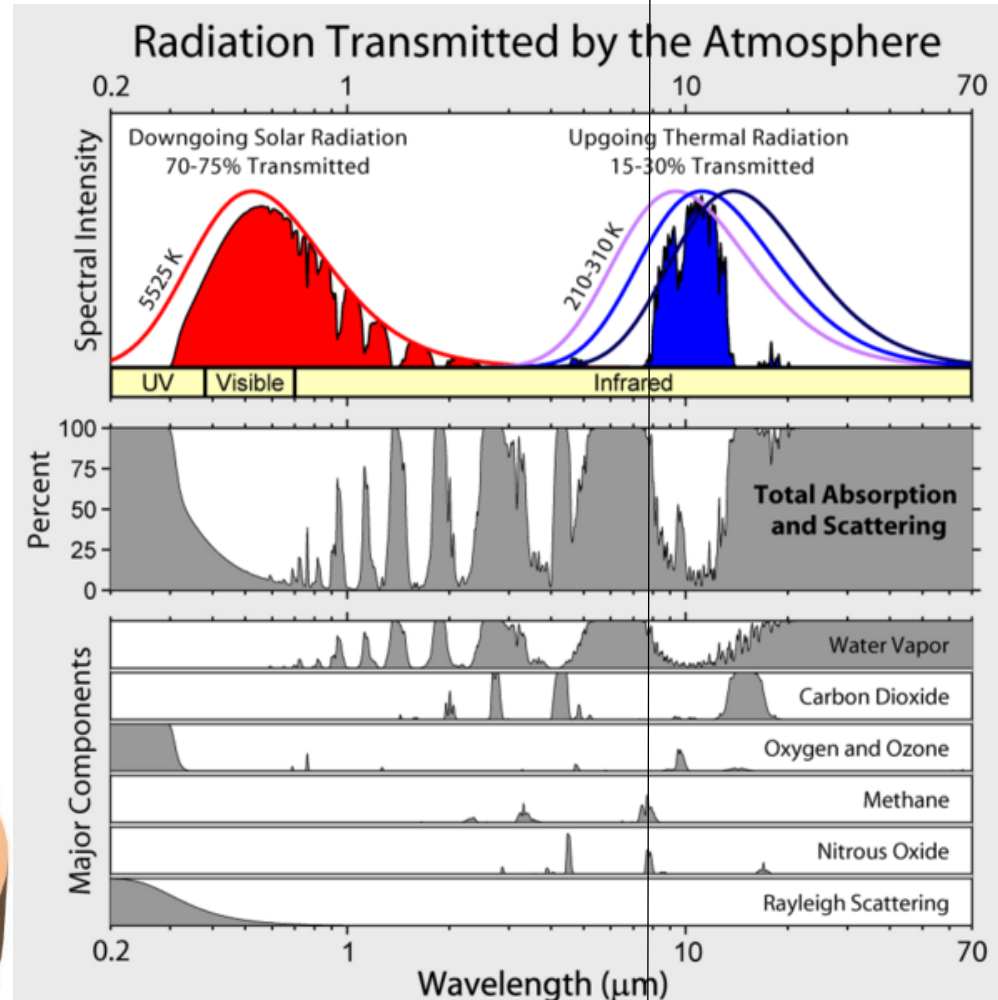 Radiation Transmitted by the Atmosphere
0.2 1 10 70
Downgoing Solar Radiation
70-75% Transmitted
Upgoing Thermal Radiation
15-30% Transmitted
Spectral Intensity
5525 K
210-310 K
UV Visible Infrared
Percent
100
75
50
25
0
Total Absorption
and Scattering
Major Components
Water Vapor
Carbon Dioxide
Oxygen and Ozone
Methane
Nitrous Oxide
Rayleigh Scattering
0.2 1 10 70
Wavelength (μm)